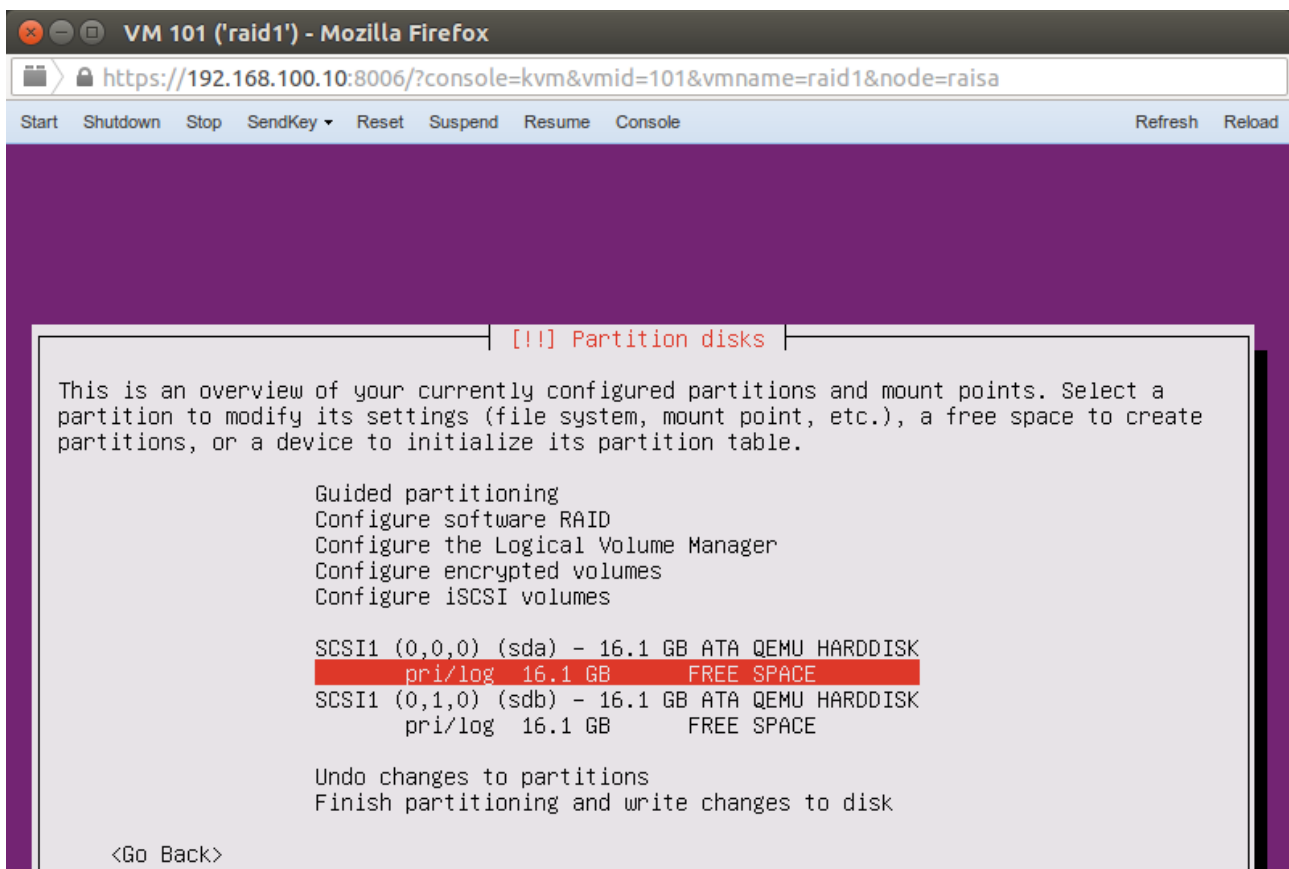 VM 101 ('raid1') - Mozilla Firefox
https://192.168.100.10:8006/?console=kvm&vmid=101&vmname=raid1&node=raisa
Start Shutdown Stop SendKey Reset Suspend Resume Console Refresh Reload
[!!] Partition disks
This is an overview of your currently configured partitions and mount points. Select a
partition to modify its settings (file system, mount point, etc.), a free space to create
partitions, or a device to initialize its partition table.
Guided partitioning
Configure software RAID
Configure the Logical Volume Manager
Configure encrypted volumes
Configure iSCSI volumes
SCSI1 (0,0,0) (sda) - 16.1 GB ATA QEMU HARDDISK
pri/log 16.1 GB FREE SPACE
SCSI1 (0,1,0) (sdb) - 16.1 GB ATA QEMU HARDDISK
pri/log 16.1 GB FREE SPACE
Undo changes to partitions
Finish partitioning and write changes to disk
<Go Back>